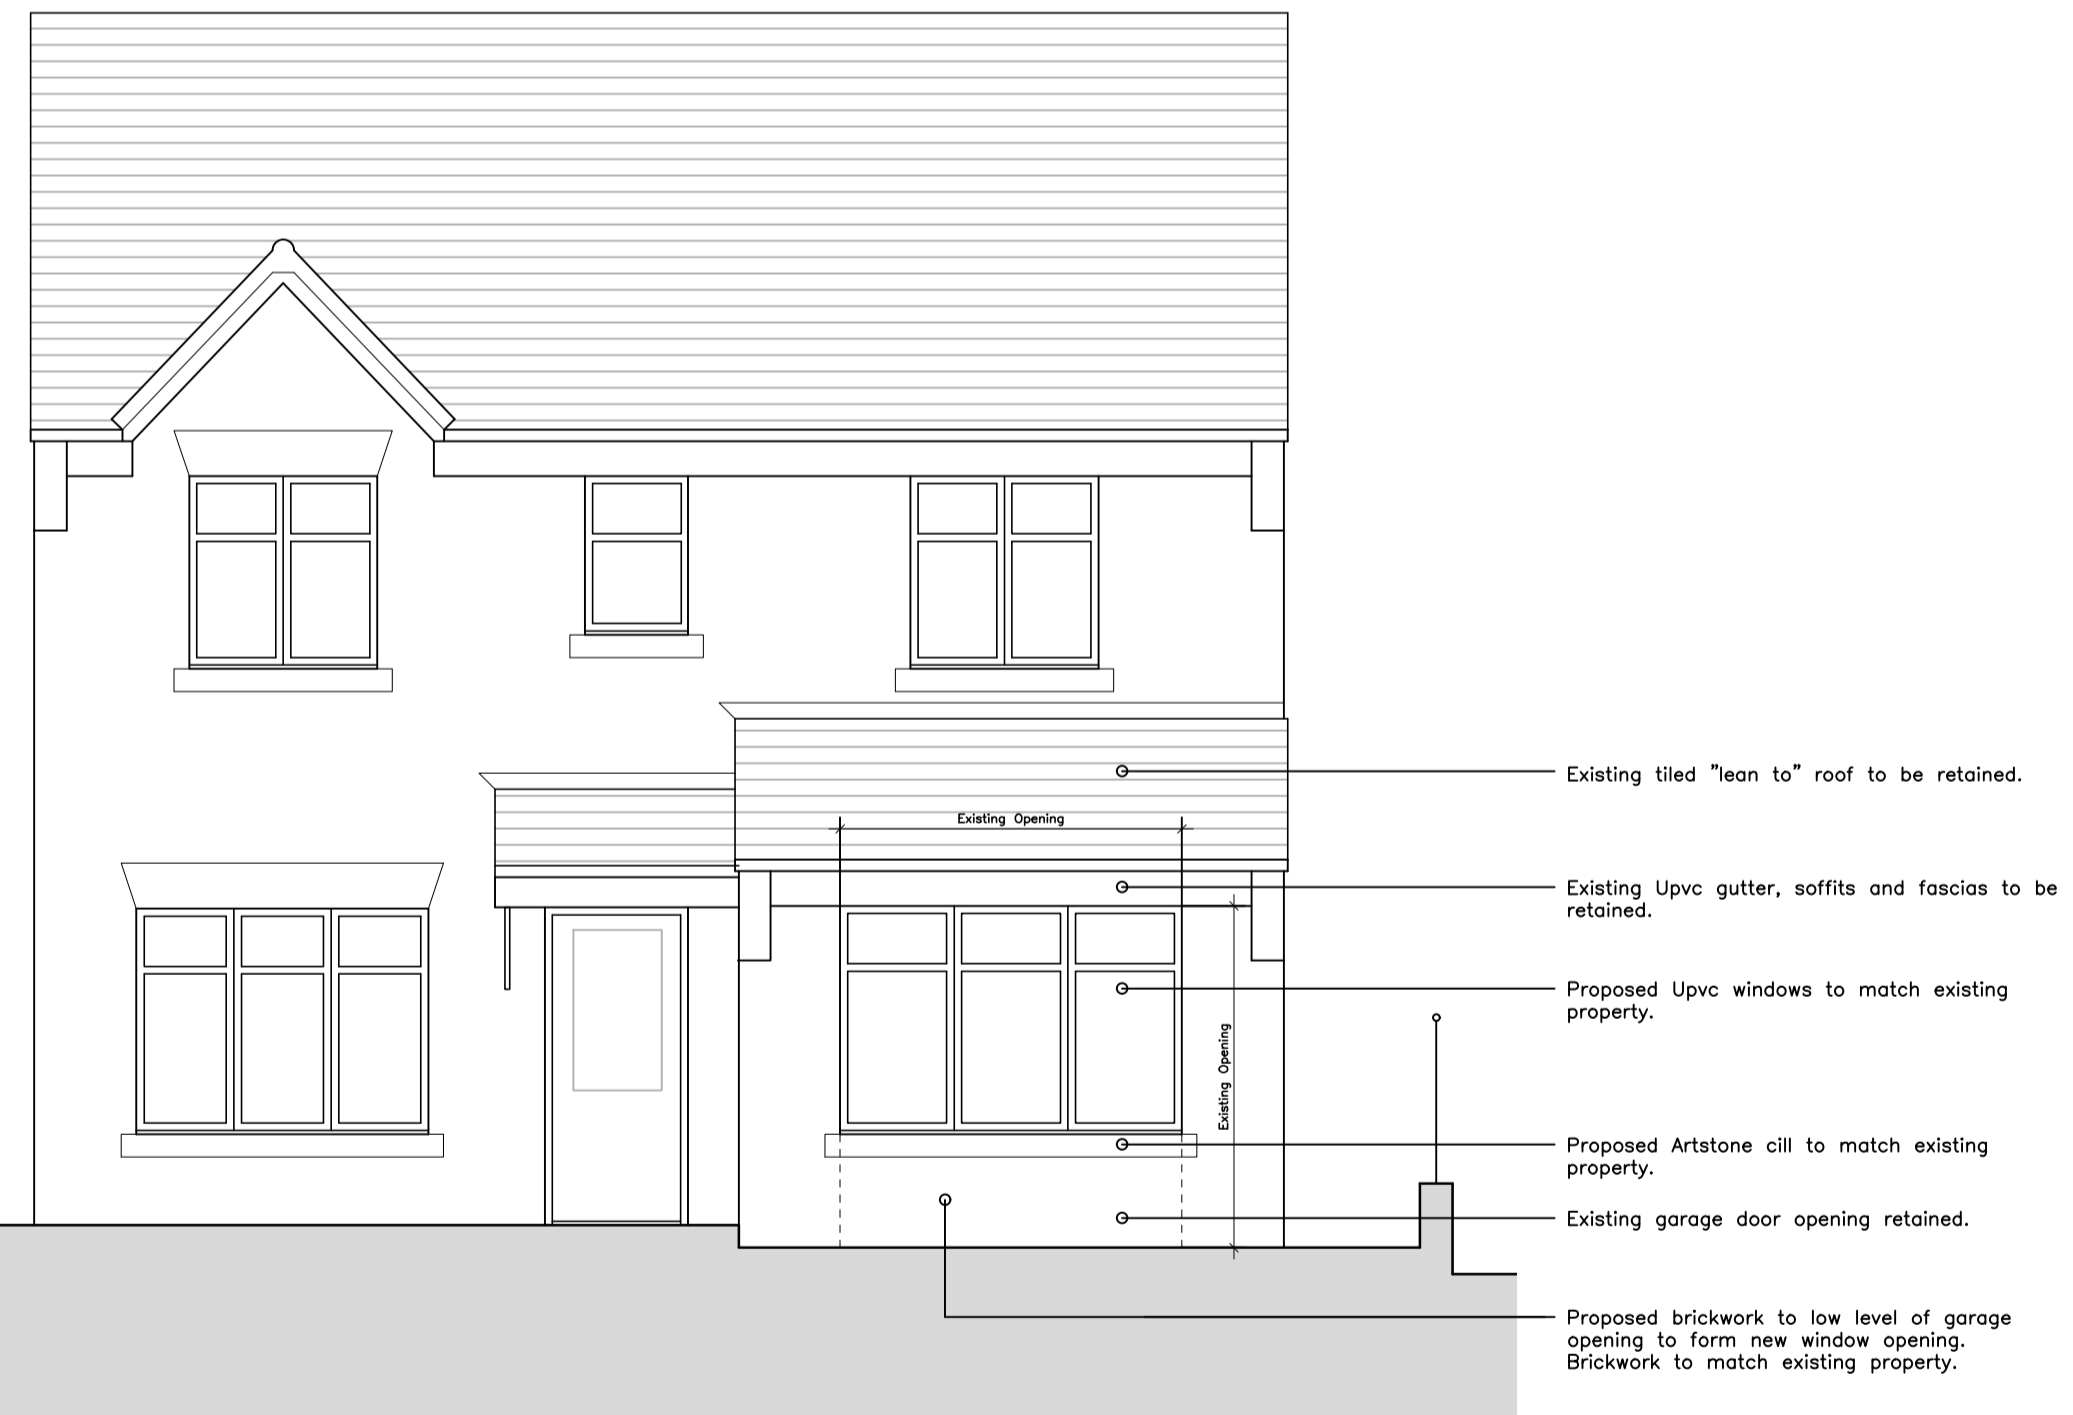 Existing tiled "lean to" roof to be retained.
Existing Opening
Existing Upvc gutter, soffits and fascias to be
retained.
Proposed Upvc windows to match existing
property.
Existing Opening
Proposed Artstone cill to match existing
property.
Existing garage door opening retained.
Proposed brickwork to low level of garage
opening to form new window opening.
Brickwork to match existing property.